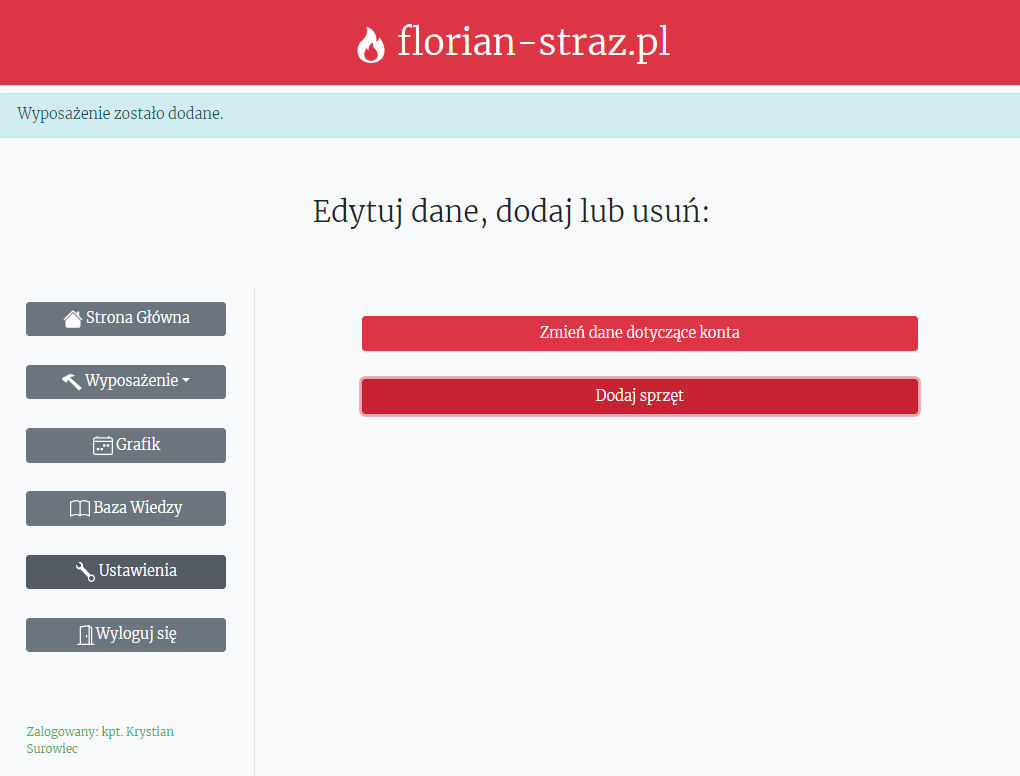 florian-straz.pl
Wyposażenie zostało dodane.
Edytuj dane, dodaj lub usuń:
Strona Główna
Wyposażenie
Grafik
Baza Wiedzy
Ustawienia
Wyloguj się
Zalogowany: kpt. Krystian
Surowiec
Zmień dane dotyczące konta
Dodaj sprzęt